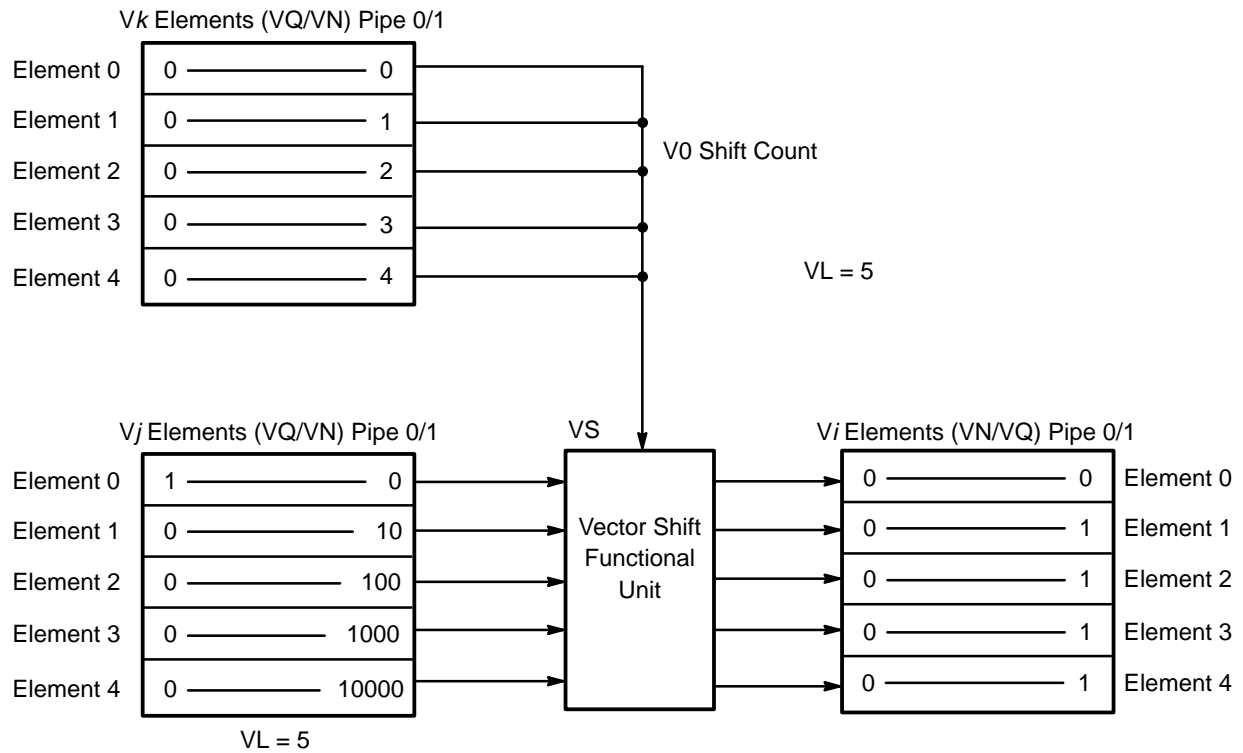 Vk Elements (VQ/VN) Pipe 0/1
Element 0 0 0
Element 1 0 1
Element 2 0 2
Element 3 0 3
Element 4 0 4
V0 Shift Count
VL = 5
Vj Elements (VQ/VN) Pipe 0/1
Element 0 1 0
Element 1 0 10
Element 2 0 100
Element 3 0 1000
Element 4 0 10000
VL = 5
VS
Vector Shift
Functional
Unit
Vi Elements (VN/VQ) Pipe 0/1
0 0 Element 0
0 1 Element 1
0 1 Element 2
0 1 Element 3
0 1 Element 4